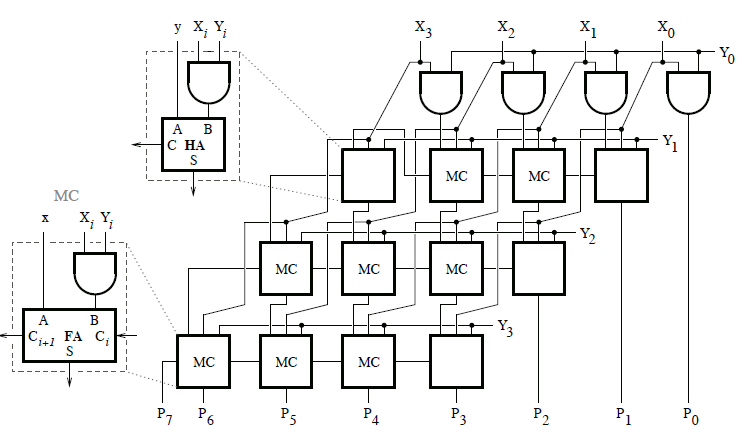 y X_i Y_i X_3 X_2 X_1 X_0
Y_0
A B
C HA
S
Y_1
MC MC
MC
x X_i Y_i
Y_2
MC MC MC
A B
C_{i+1} FA C_i
S
Y_3
MC MC MC
P_7 P_6 P_5 P_4 P_3 P_2 P_1 P_0